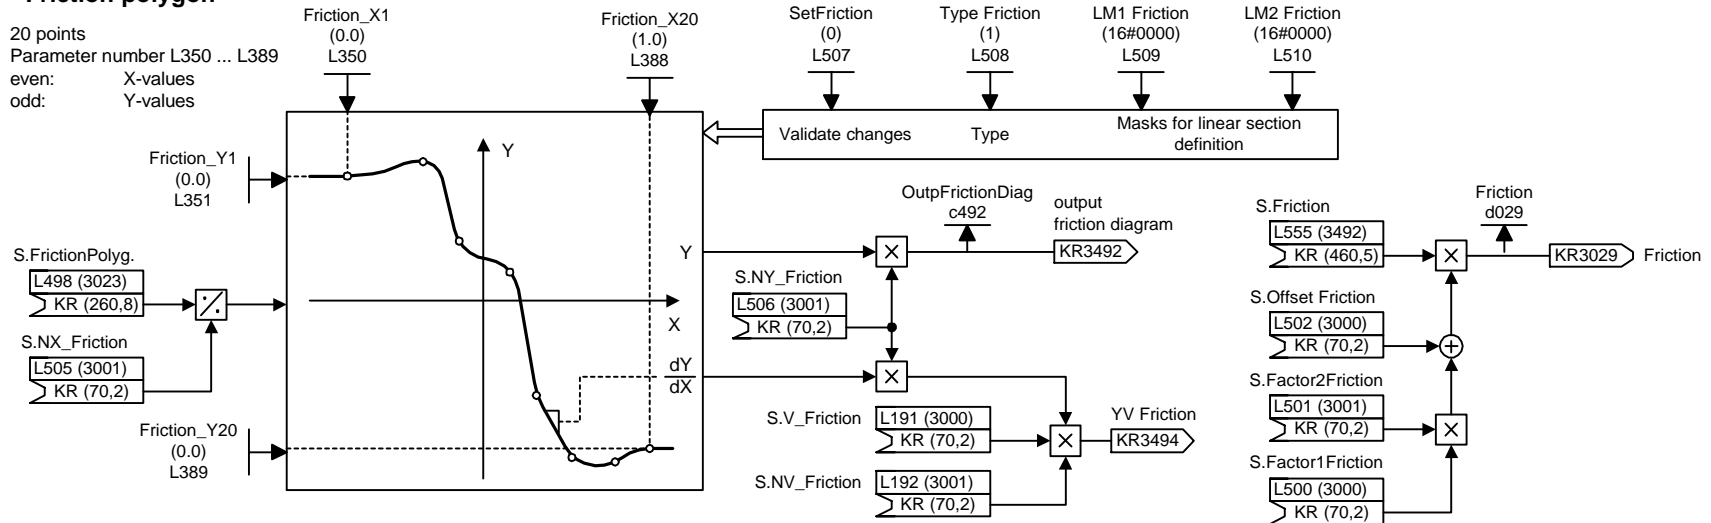 Friction polygon
20 points
Parameter number L350 ... L389
even: X-values
odd: Y-values
Friction_X1
(0.0)
L350
Friction_X20
(1.0)
L388
SetFriction
(0)
L507
Type Friction
(1)
L508
LM1 Friction
(16#0000)
L509
LM2 Friction
(16#0000)
L510
Validate changes
Type
Masks for linear section
definition
Friction_Y1
(0.0)
L351
Y
X
Y
dY
dX
S.FrictionPolyg.
L498 (3023)
KR (260,8)
S.NX_Friction
L505 (3001)
KR (70,2)
Friction_Y20
(0.0)
L389
OutpFrictionDiag
c492
output
friction diagram
KR3492
S.NY_Friction
L506 (3001)
KR (70,2)
S.V_Friction
L191 (3000)
KR (70,2)
S.NV_Friction
L192 (3001)
KR (70,2)
YV Friction
KR3494
S.Friction
L555 (3492)
KR (460,5)
Friction
d029
KR3029
Friction
S.Offset Friction
L502 (3000)
KR (70,2)
S.Factor2Friction
L501 (3001)
KR (70,2)
S.Factor1Friction
L500 (3000)
KR (70,2)